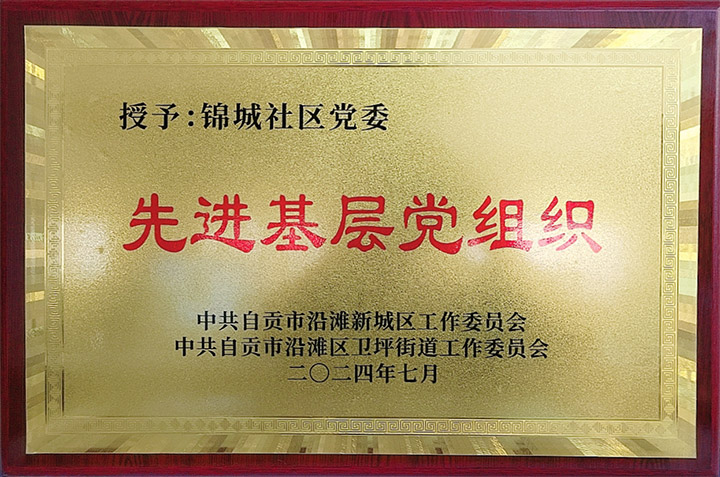 授予:锦城社区党委
先进基层党组织
中共自贡市沿滩新城区工作委员会
中共自贡市沿滩区卫坪街道工作委员会
二〇二四年七月